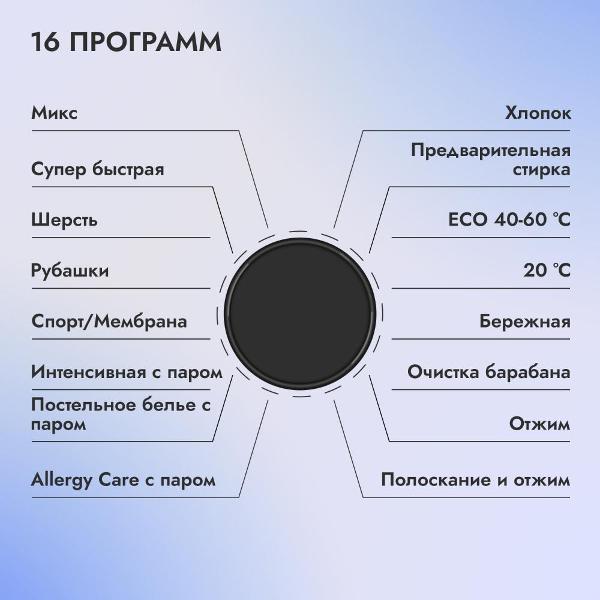 16 ПРОГРАММ
Микс
Супер быстрая
Шерсть
Рубашки
Спорт/Мембрана
Интенсивная с паром
Постельное белье с
паром
Allergy Care с паром
Хлопок
Предварительная
стирка
ECO 40-60 °C
20 °C
Бережная
Очистка барабана
Отжим
Полоскание и отжим